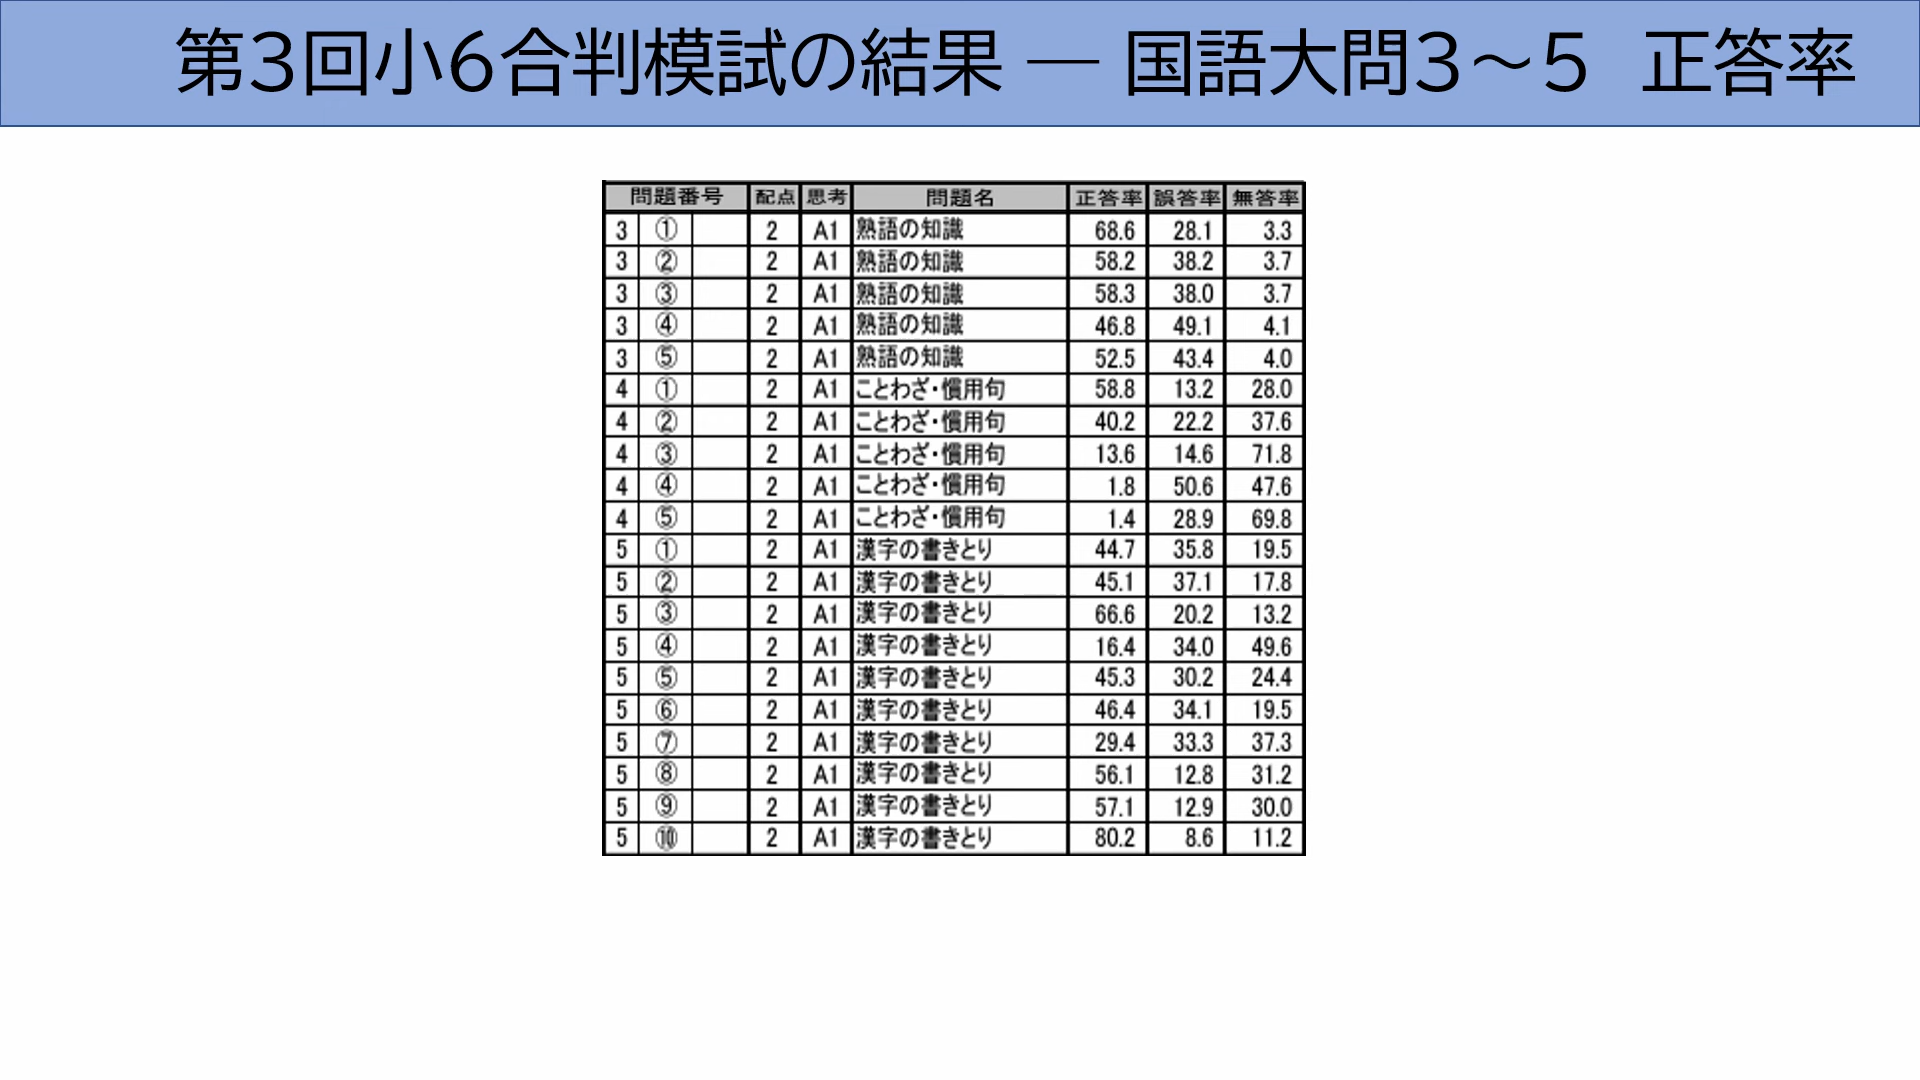 第3回小6合判模試の結果 ― 国語大問3～5　正答率
問題番号 配点 思考 問題名 正答率 誤答率 無答率
3 ① 2 A1 熟語の知識 68.6 28.1 3.3
3 ② 2 A1 熟語の知識 58.2 38.2 3.7
3 ③ 2 A1 熟語の知識 58.3 38.0 3.7
3 ④ 2 A1 熟語の知識 46.8 49.1 4.1
3 ⑤ 2 A1 熟語の知識 52.5 43.4 4.0
4 ① 2 A1 ことわざ・慣用句 58.8 13.2 28.0
4 ② 2 A1 ことわざ・慣用句 40.2 22.2 37.6
4 ③ 2 A1 ことわざ・慣用句 13.6 14.6 71.8
4 ④ 2 A1 ことわざ・慣用句 1.8 50.6 47.6
4 ⑤ 2 A1 ことわざ・慣用句 1.4 28.9 69.8
5 ① 2 A1 漢字の書きとり 44.7 35.8 19.5
5 ② 2 A1 漢字の書きとり 45.1 37.1 17.8
5 ③ 2 A1 漢字の書きとり 66.6 20.2 13.2
5 ④ 2 A1 漢字の書きとり 16.4 34.0 49.6
5 ⑤ 2 A1 漢字の書きとり 45.3 30.2 24.4
5 ⑥ 2 A1 漢字の書きとり 46.4 34.1 19.5
5 ⑦ 2 A1 漢字の書きとり 29.4 33.3 37.3
5 ⑧ 2 A1 漢字の書きとり 56.1 12.8 31.2
5 ⑨ 2 A1 漢字の書きとり 57.1 12.9 30.0
5 ⑩ 2 A1 漢字の書きとり 80.2 8.6 11.2